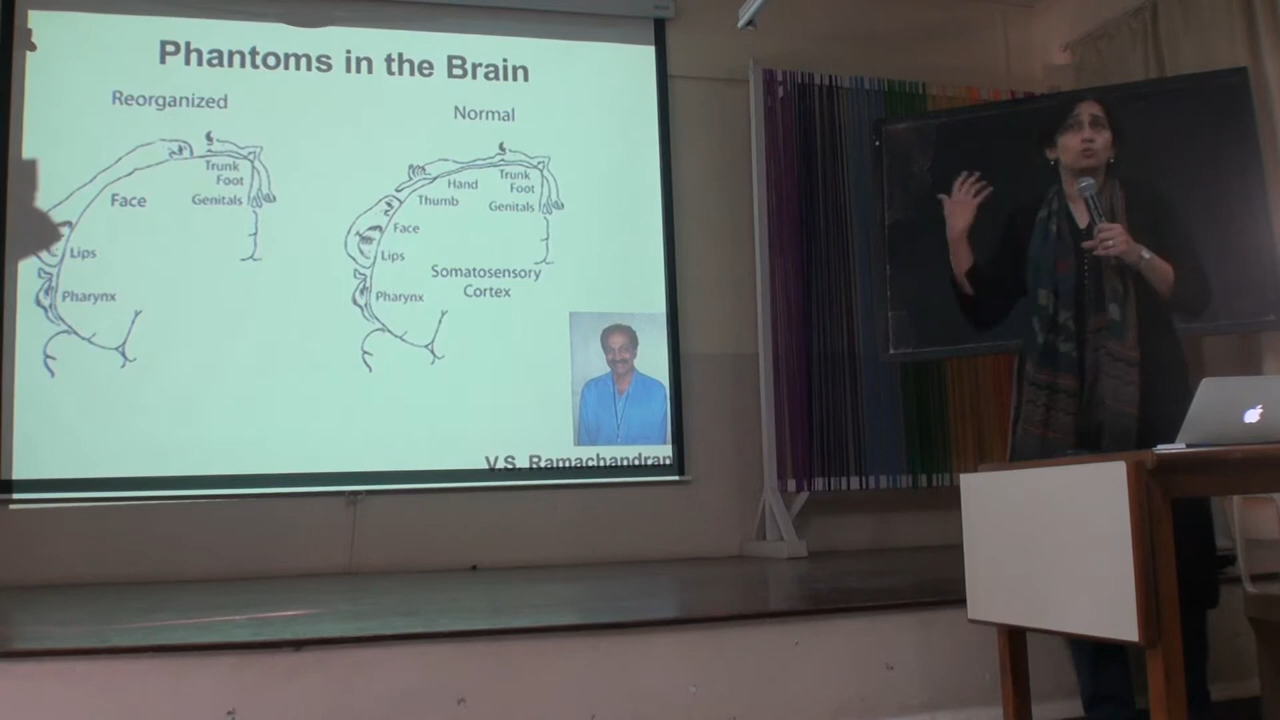 Phantoms in the Brain
Reorganized
Trunk
Foot
Genitals
Face
Lips
Pharynx
Normal
Trunk
Foot
Genitals
Hand
Thumb
Face
Lips
Pharynx
Somatosensory
Cortex
V.S. Ramachandran